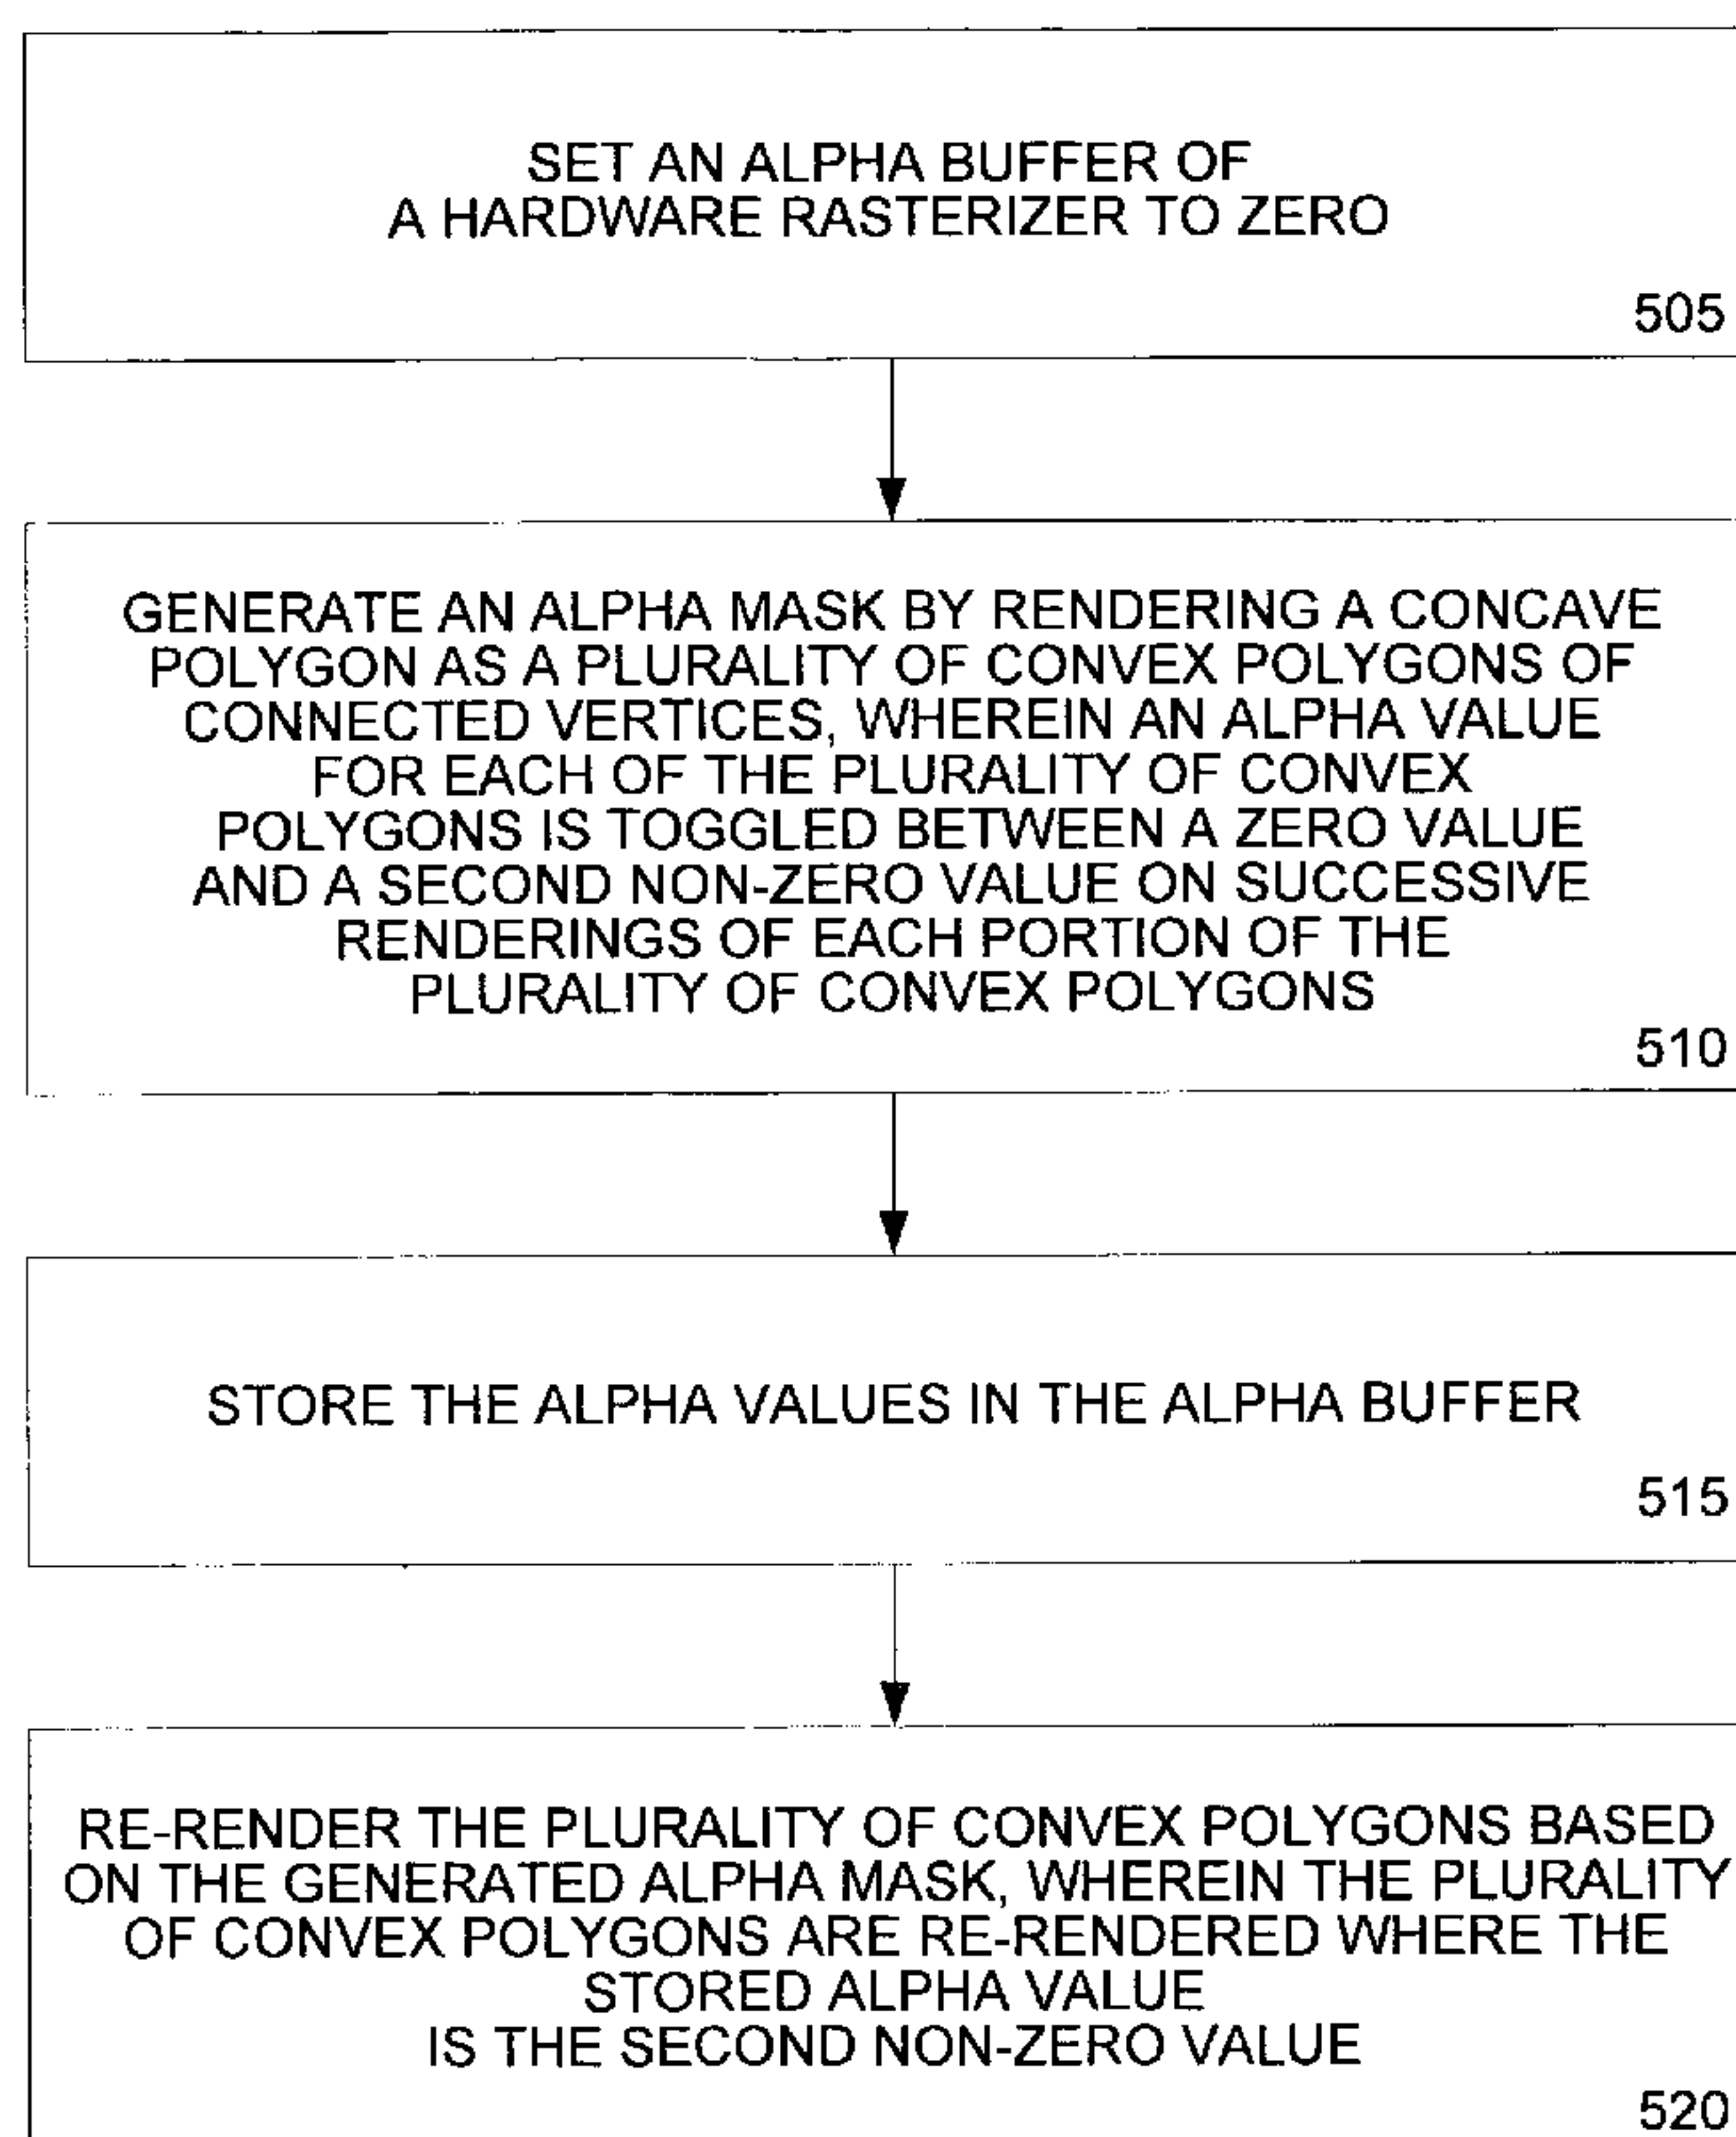 SET AN ALPHA BUFFER OF
A HARDWARE RASTERIZER TO ZERO
505
GENERATE AN ALPHA MASK BY RENDERING A CONCAVE
POLYGON AS A PLURALITY OF CONVEX POLYGONS OF
CONNECTED VERTICES, WHEREIN AN ALPHA VALUE
FOR EACH OF THE PLURALITY OF CONVEX
POLYGONS IS TOGGLED BETWEEN A ZERO VALUE
AND A SECOND NON-ZERO VALUE ON SUCCESSIVE
RENDERINGS OF EACH PORTION OF THE
PLURALITY OF CONVEX POLYGONS
510
STORE THE ALPHA VALUES IN THE ALPHA BUFFER
515
RE-RENDER THE PLURALITY OF CONVEX POLYGONS BASED
ON THE GENERATED ALPHA MASK, WHEREIN THE PLURALITY
OF CONVEX POLYGONS ARE RE-RENDERED WHERE THE
STORED ALPHA VALUE
IS THE SECOND NON-ZERO VALUE
520